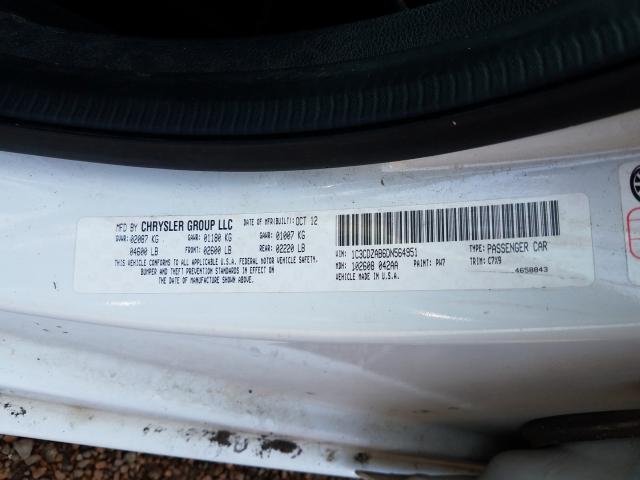 MFD BY CHRYSLER GROUP LLC DATE OF MFR(BUILT): OCT 12
GVWR: 02087 KG GAWR: 01180 KG GAWR: 01007 KG
04600 LB FRONT: 02600 LB REAR: 02220 LB
THIS VEHICLE CONFORMS TO ALL APPLICABLE U.S.A. FEDERAL MOTOR VEHICLE SAFETY,
BUMPER AND THEFT PREVENTION STANDARDS IN EFFECT ON
THE DATE OF MANUFACTURE SHOWN ABOVE.
VIN: 1C3CDZAB6DN564951 TYPE: PASSENGER CAR
MDH: 102608 042AA PAINT: PW7 TRIM: C7X9
VEHICLE MADE IN U.S.A. 4658843